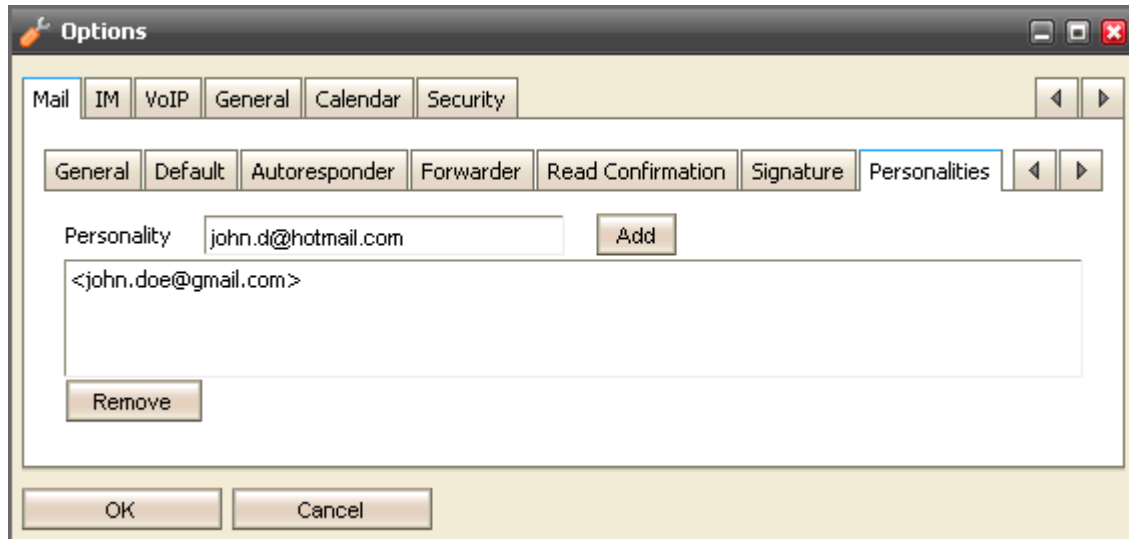 Options
Mail IM VoIP General Calendar Security
General Default Autoresponder Forwarder Read Confirmation Signature Personalities
Personality john.d@hotmail.com Add
<john.doe@gmail.com>
Remove
OK Cancel